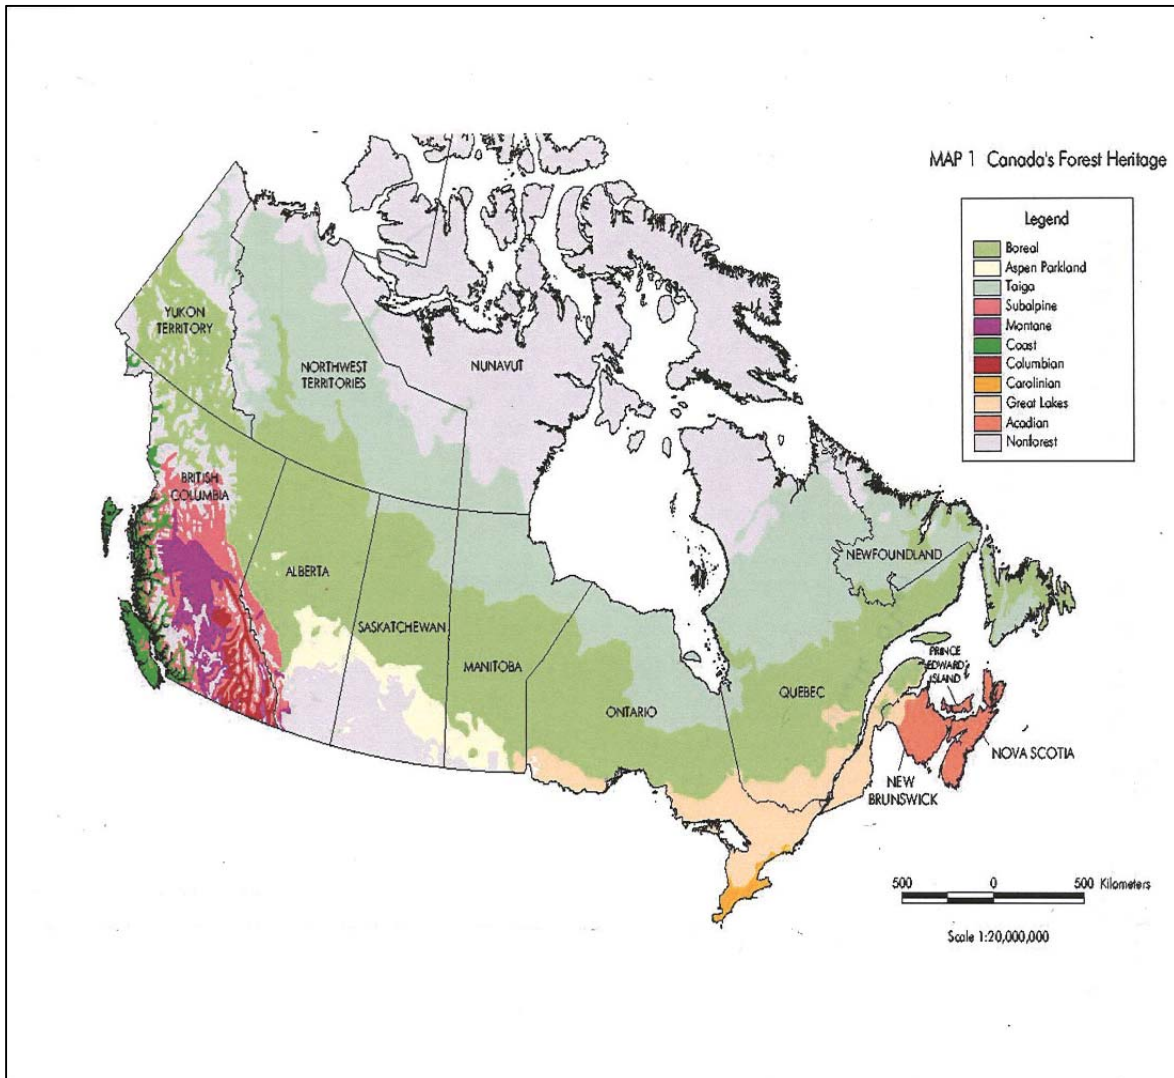 MAP 1 Canada's Forest Heritage
Legend
Boreal
Aspen Parkland
Taiga
Subalpine
Montane
Coast
Columbian
Carolinian
Great Lakes
Acadian
Nonforest
YUKON
TERRITORY
NORTHWEST
TERRITORIES
NUNAVUT
BRITISH
COLUMBIA
ALBERTA
SASKATCHEWAN
MANITOBA
ONTARIO
QUEBEC
NEWFOUNDLAND
PRINCE
EDWARD
ISLAND
NOVA SCOTIA
NEW
BRUNSWICK
500 0 500 Kilometers
Scale 1:20,000,000